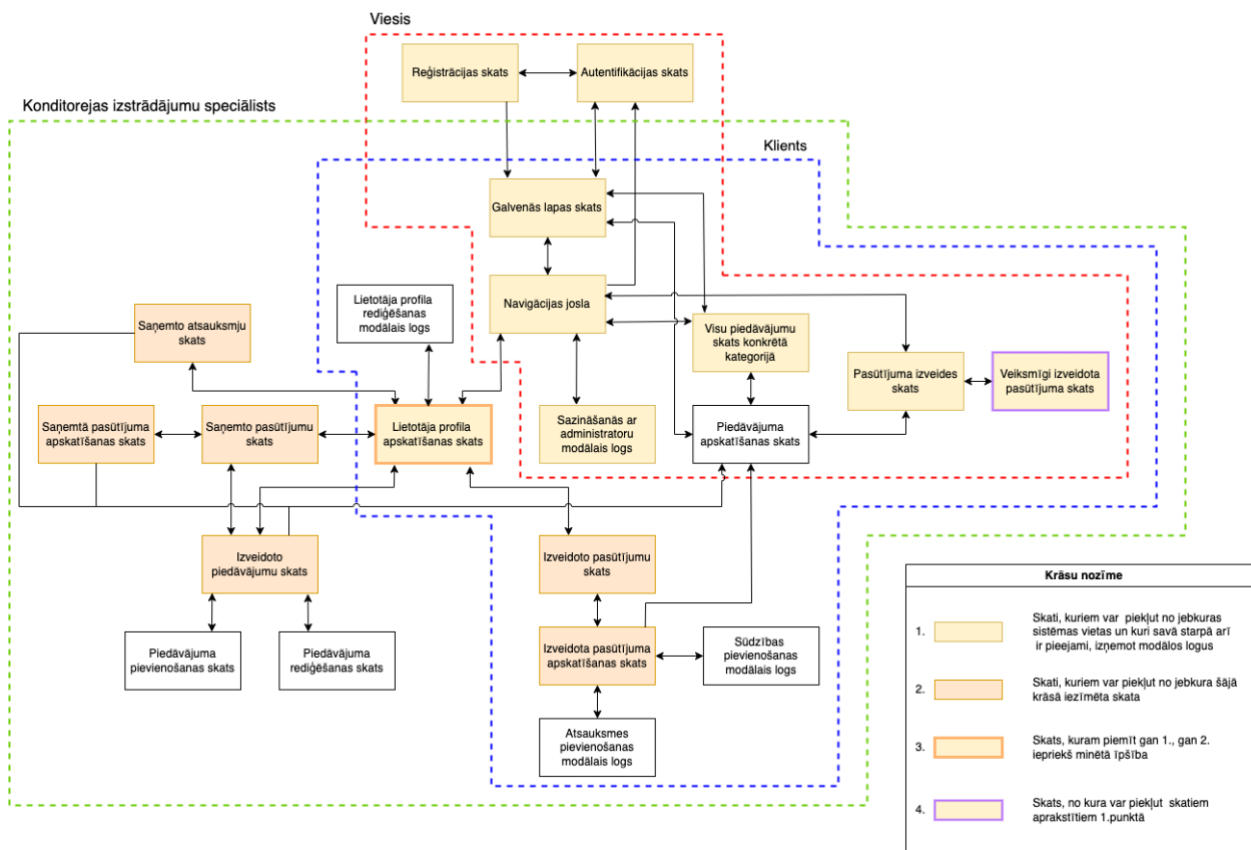 Viesis
Reģistrācijas skats
Autentifikācijas skats
Konditorejas izstrādājumu speciālists
Klients
Galvenās lapas skats
Lietotāja profila
rediģēšanas
modālais logs
Navigācijas josla
Saņemto atsauksmju
skats
Visu piedāvājumu
skats konkrētā
kategorijā
Pasūtījuma izveides
skats
Veiksmīgi izveidota
pasūtījuma skats
Saņemtā pasūtījuma
apskatīšanas skats
Saņemto pasūtījumu
skats
Lietotāja profila
apskatīšanas skats
Sazināšanās ar
administratoru
modālais logs
Piedāvājuma
apskatīšanas skats
Izveidoto
piedāvājumu skats
Izveidoto pasūtījumu
skats
Piedāvājuma
pievienošanas skats
Piedāvājuma
rediģēšanas skats
Izveidota pasūtījuma
apskatīšanas skats
Sūdzības
pievienošanas
modālais logs
Atsauksmes
pievienošanas
modālais logs
Krāsu nozīme
1. Skati, kuriem var piekļut no jebkuras
sistēmas vietas un kuri savā starpā arī
ir pieejami, izņemot modālos logus
2. Skati, kuriem var piekļut no jebkura šājā
krāsā iezīmēta skata
3. Skats, kuram piemīt gan 1., gan 2.
iepriekš minētā īpšība
4. Skats, no kura var piekļut skatiem
aprakstītiem 1.punktā